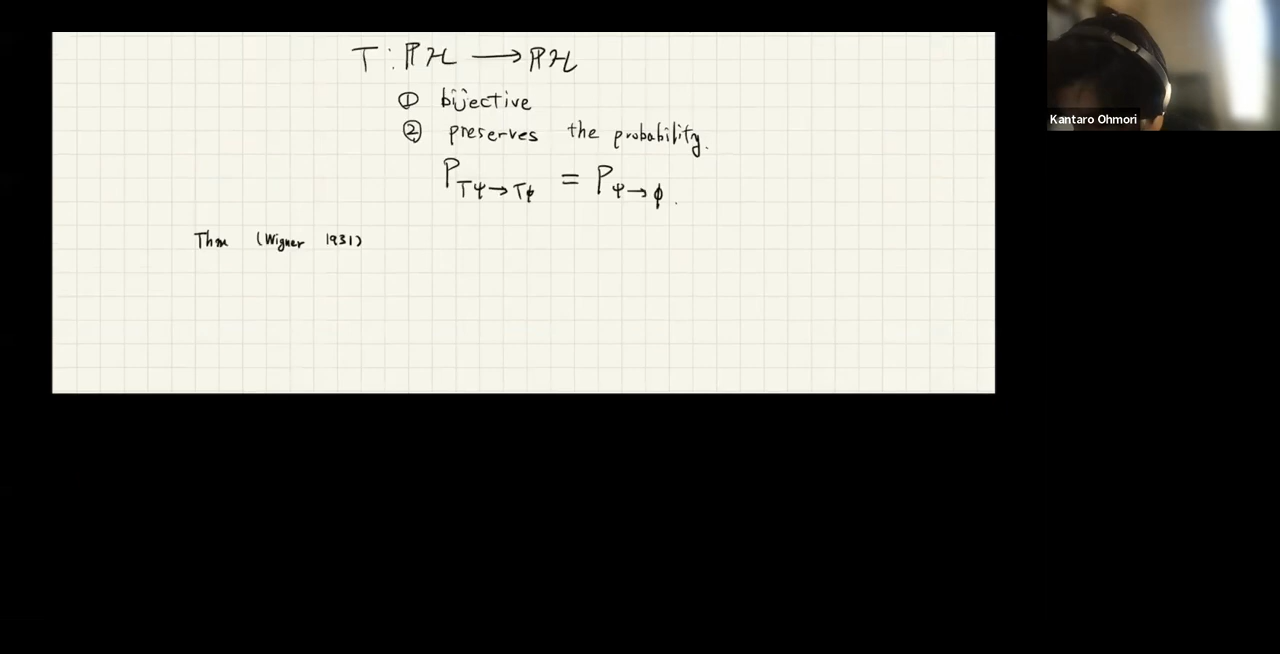 T : ℙℋ ⟶ ℙℋ
① bijective
② preserves the probability.
P_{TΨ→Tϕ} = P_{Ψ→ϕ}.
Thm (Wigner 1931)
Kantaro Ohmori